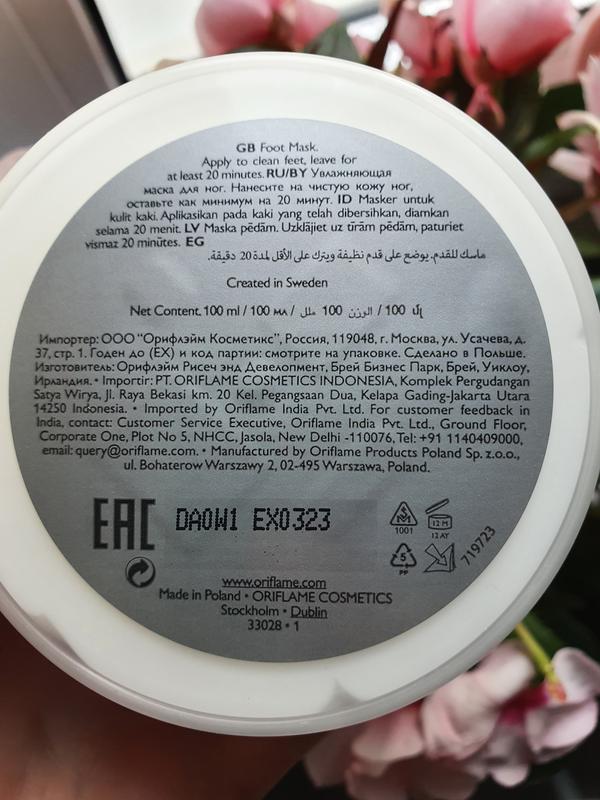 GB Foot Mask.
Apply to clean feet, leave for
at least 20 minutes. RU/BY Увлажняющая
маска для ног. Нанесите на чистую кожу ног,
оставьте как минимум на 20 минут. ID Masker untuk
kulit kaki. Aplikasikan pada kaki yang telah dibersihkan, diamkan
selama 20 menit. LV Maska pēdām. Uzklājiet uz tīrām pēdām, paturiet
vismaz 20 minūtes. EG
ماسك للقدم. يوضع على قدم نظيفة ويترك على الأقل لمدة 20 دقيقة.
Created in Sweden
Net Content. 100 ml / 100 мл / الوزن 100 ملل / 100 մլ
Импортер: ООО "Орифлэйм Косметикс", Россия, 119048, г. Москва, ул. Усачева, д.
37, стр. 1. Годен до (EX) и код партии: смотрите на упаковке. Сделано в Польше.
Изготовитель: Орифлэйм Рисеч энд Девелопмент, Брей Бизнес Парк, Брей, Уиклоу,
Ирландия. • Importir: PT. ORIFLAME COSMETICS INDONESIA, Komplek Pergudangan
Satya Wirya, Jl. Raya Bekasi km. 20 Kel. Pegangsaan Dua, Kelapa Gading-Jakarta Utara
14250 Indonesia. • Imported by Oriflame India Pvt. Ltd. For customer feedback in
India, contact: Customer Service Executive, Oriflame India Pvt. Ltd., Ground Floor,
Corporate One, Plot No 5, NHCC, Jasola, New Delhi -110076, Tel: +91 1140409000,
email: query@oriflame.com. • Manufactured by Oriflame Products Poland Sp. z.o.o.,
ul. Bohaterow Warszawy 2, 02-495 Warszawa, Poland.
EAC
DA0W1 EX0323
1001
12 M
12 AY
5
PP
719723
www.oriflame.com
Made in Poland • ORIFLAME COSMETICS
Stockholm • Dublin
33028 • 1